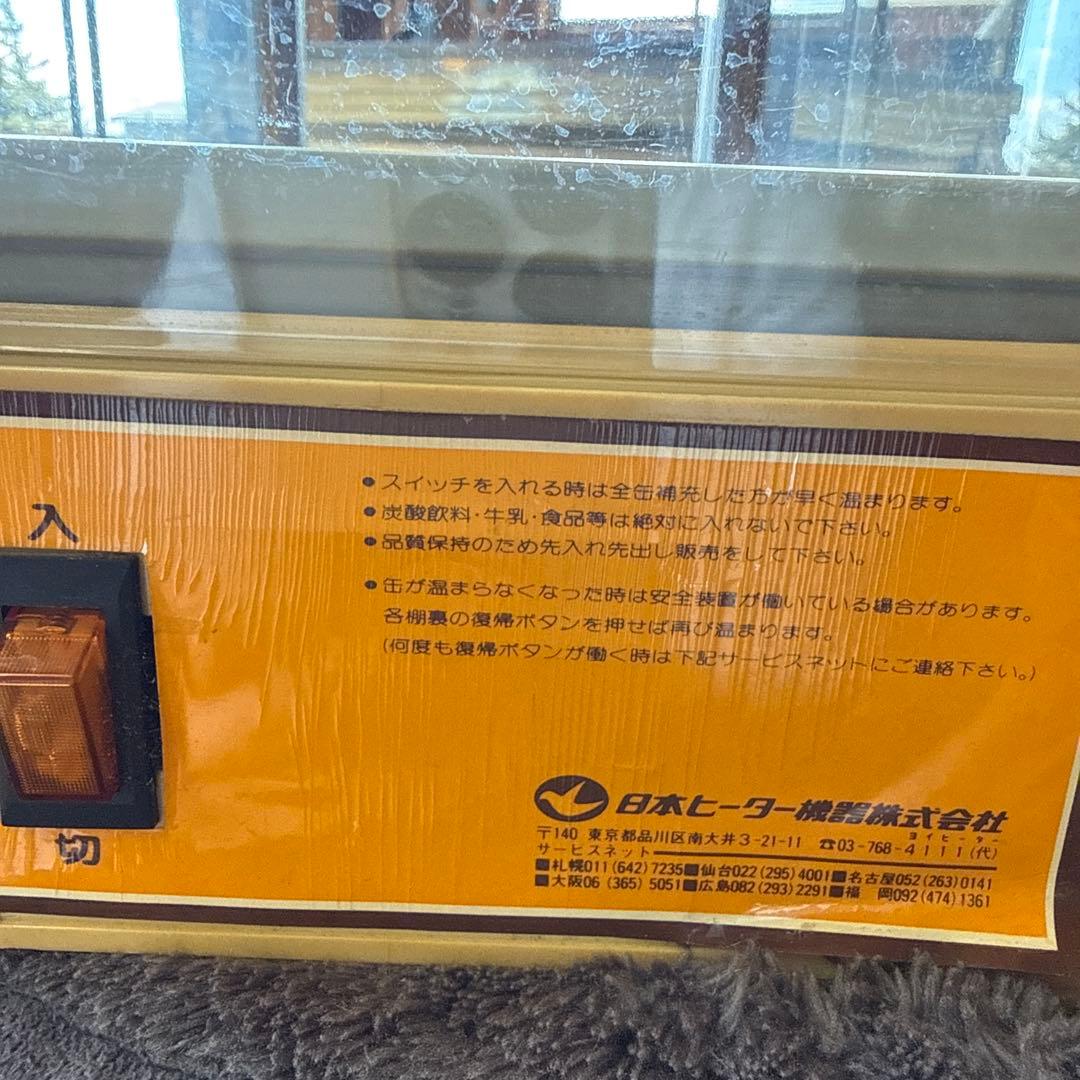 入
切
●スイッチを入れる時は全缶補充した方が早く温まります。
●炭酸飲料・牛乳・食品等は絶対に入れないで下さい。
●品質保持のため先入れ先出し販売をして下さい。
●缶が温まらなくなった時は安全装置が働いている場合があります。
各棚裏の復帰ボタンを押せば再び温まります。
(何度も復帰ボタンが働く時は下記サービスネットにご連絡下さい。)
日本ヒーター機器株式会社
ヨイヒーター
〒140 東京都品川区南大井3-21-11 ☎03-768-4111(代)
サービスネット
■札幌011(642)7235■仙台022(295)4001■名古屋052(263)0141
■大阪06(365)5051■広島082(293)2291■福　岡092(474)1361